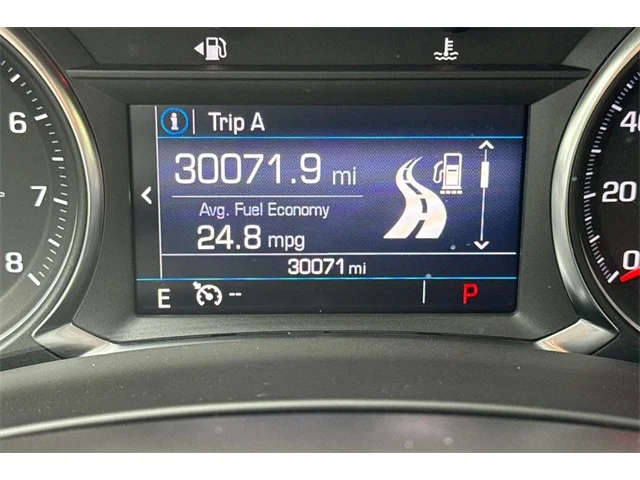 i Trip A
30071.9 mi
Avg. Fuel Economy
24.8 mpg
30071 mi
E -- P
6
7
8
40
20
0